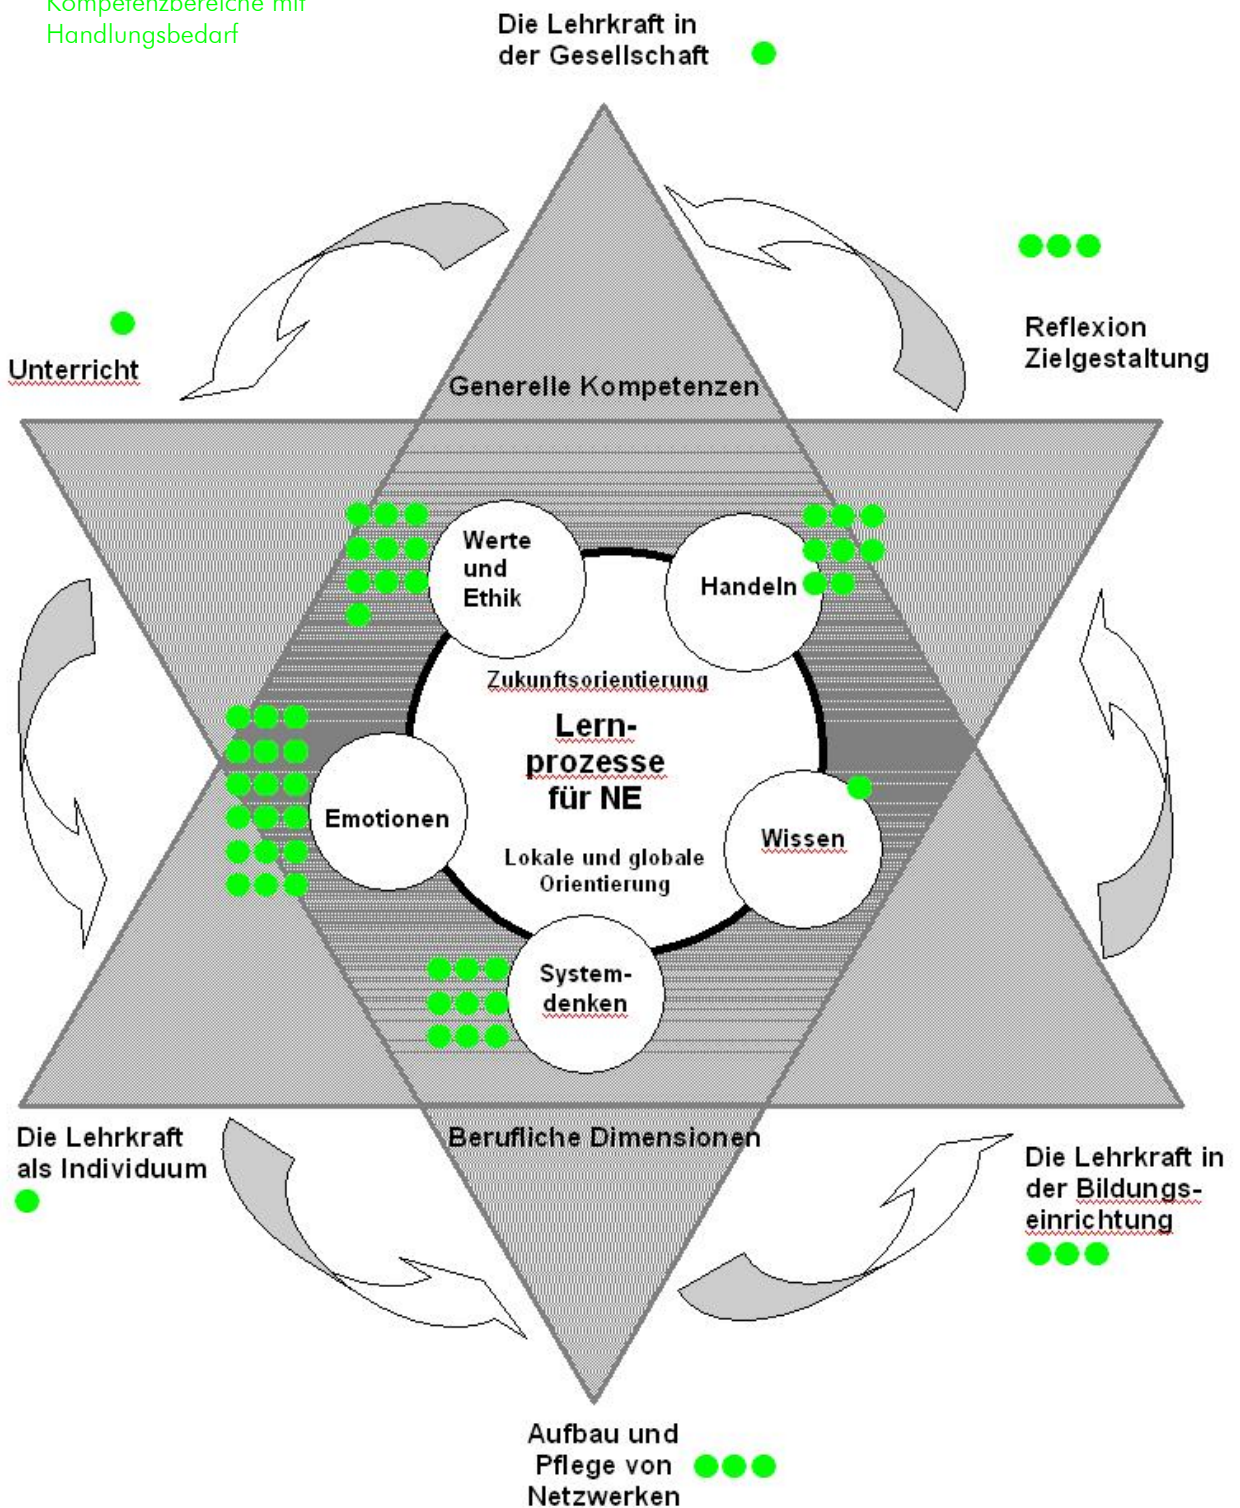 Kompetenzbereiche mit
Handlungsbedarf
Die Lehrkraft in
der Gesellschaft
Unterricht
Reflexion
Zielgestaltung
Generelle Kompetenzen
Werte
und
Ethik
Handeln
Zukunftsorientierung
Lern-
prozesse
für NE
Emotionen
Wissen
Lokale und globale
Orientierung
System-
denken
Die Lehrkraft
als Individuum
Berufliche Dimensionen
Die Lehrkraft in
der Bildungs-
einrichtung
Aufbau und
Pflege von
Netzwerken